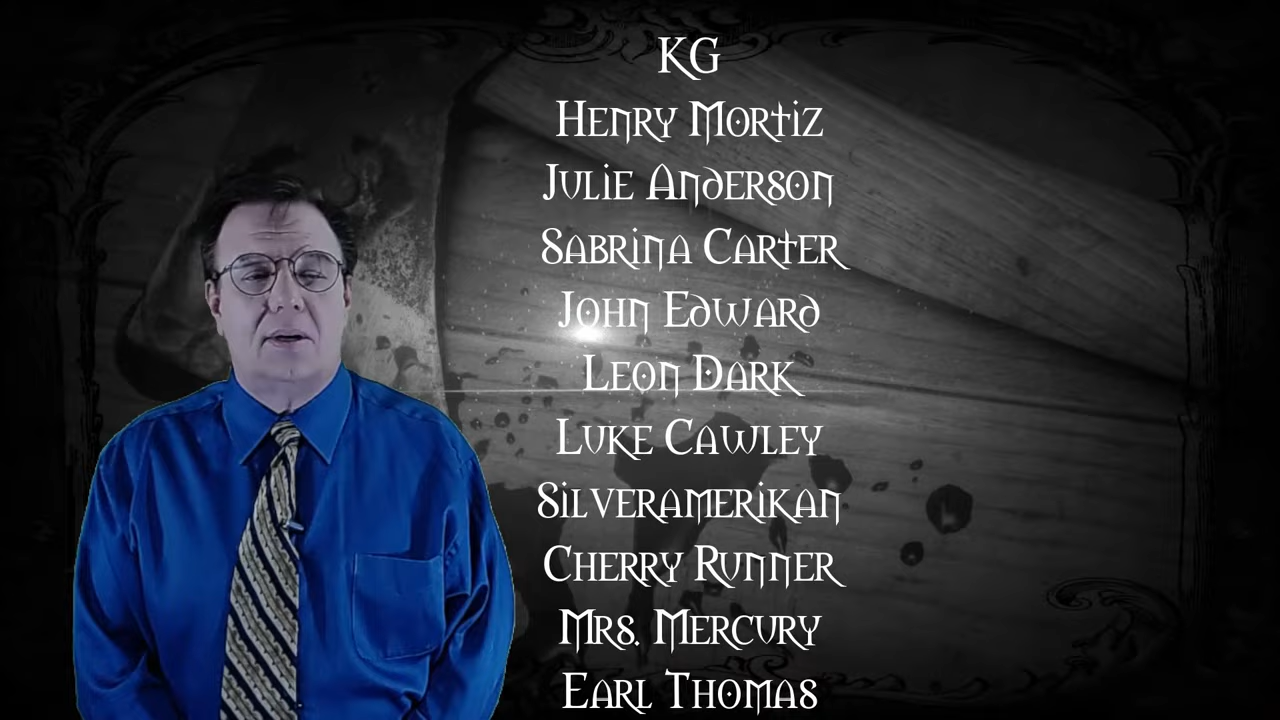 KG
Henry Mortiz
Julie Anderson
Sabrina Carter
John Edward
Leon Dark
Luke Cawley
Silveramerikan
Cherry Runner
Mrs. Mercury
Earl Thomas